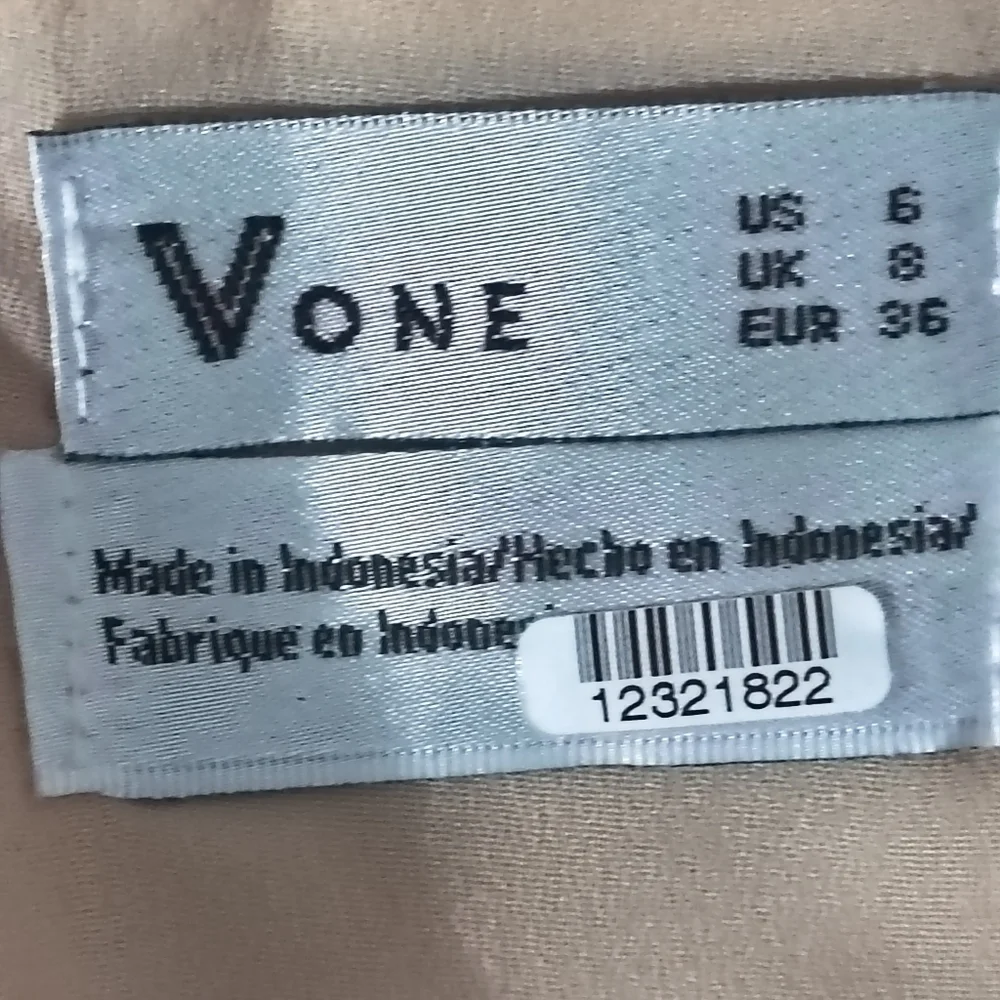 VONE
US 6
UK 8
EUR 36
Made in Indonesia/Hecho en Indonesia/
Fabrique en
12321822